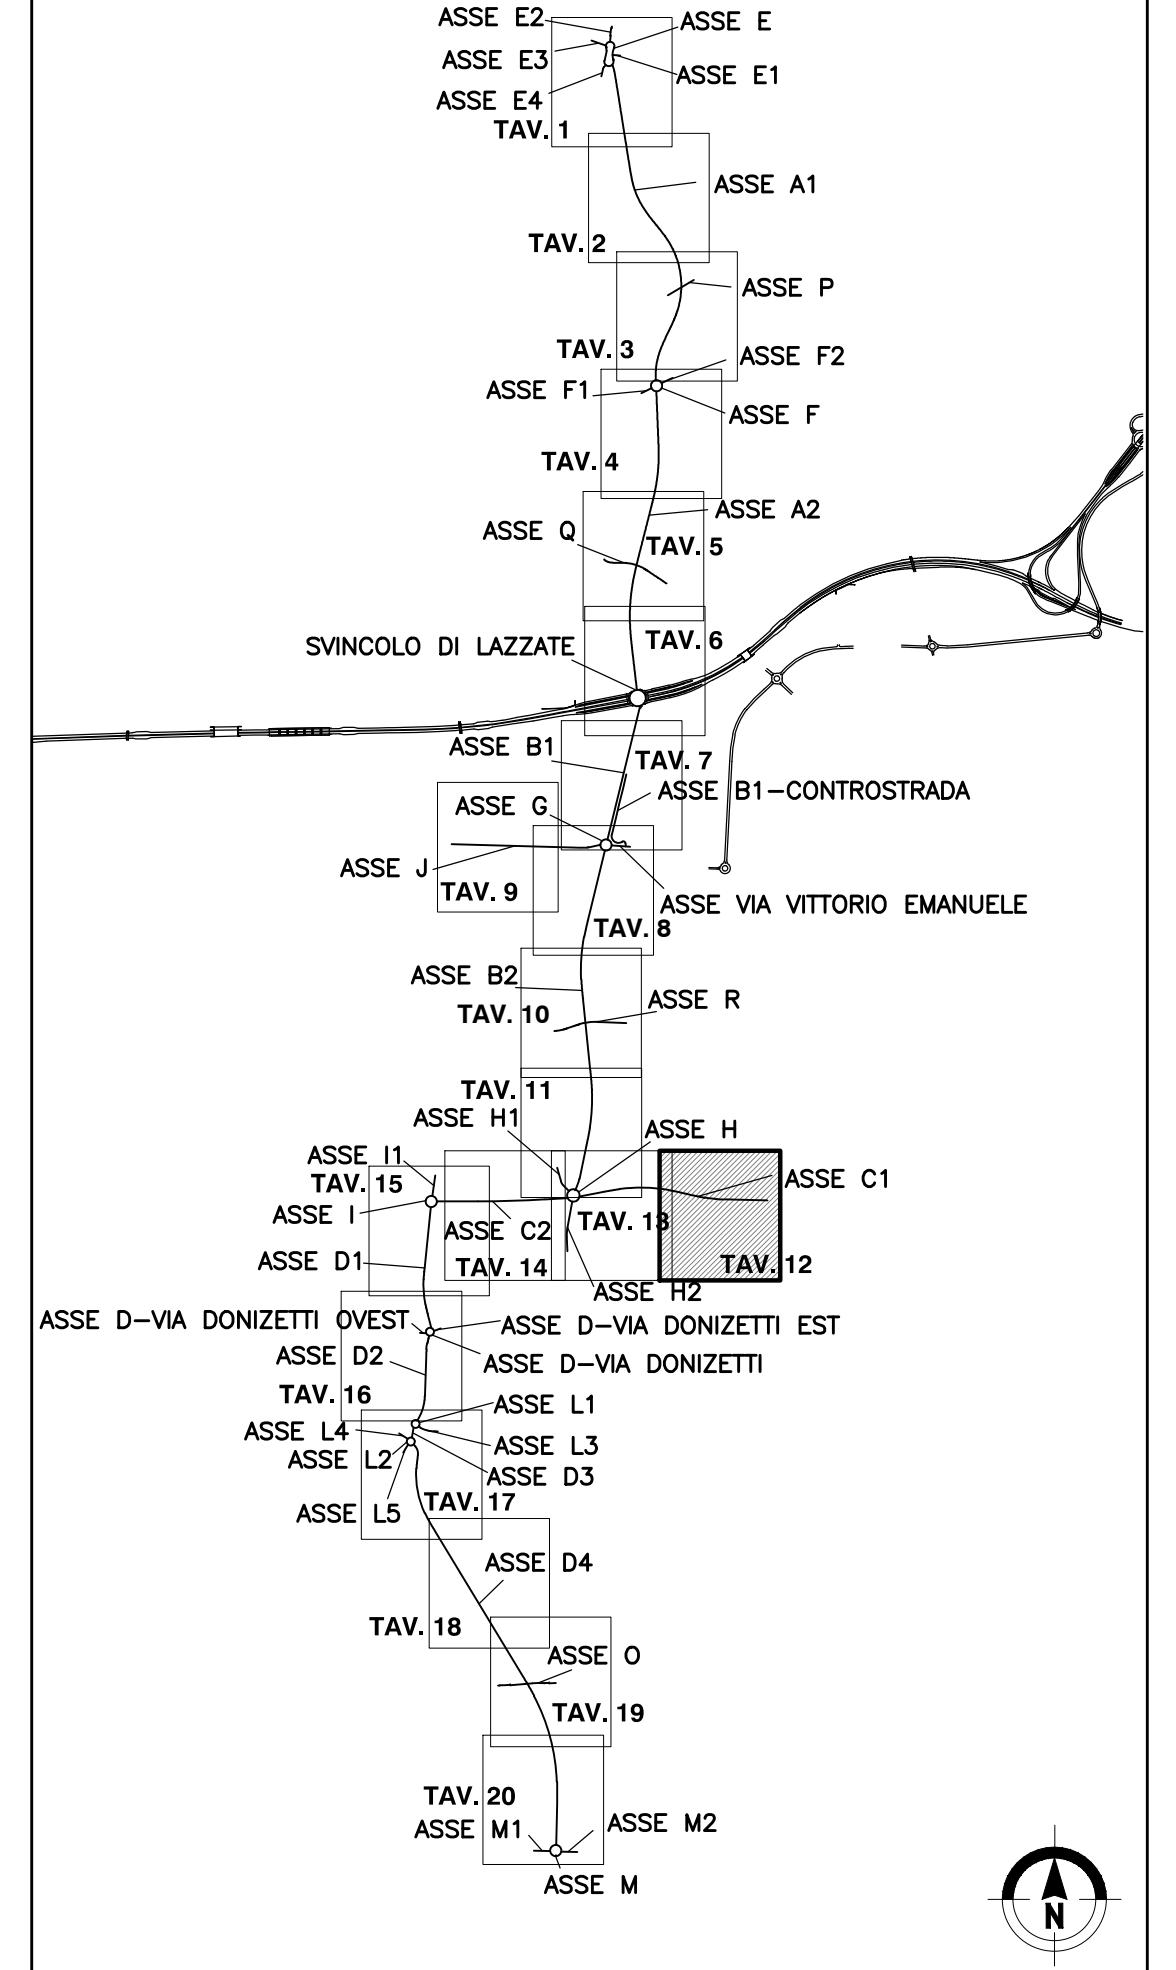 ASSE E2
ASSE E
ASSE E3
ASSE E1
ASSE E4
TAV. 1
ASSE A1
TAV. 2
ASSE P
TAV. 3
ASSE F2
ASSE F1
ASSE F
TAV. 4
ASSE A2
ASSE Q
TAV. 5
TAV. 6
SVINCOLO DI LAZZATE
ASSE B1
TAV. 7
ASSE B1-CONTROSTRADA
ASSE G
ASSE J
TAV. 9
ASSE VIA VITTORIO EMANUELE
TAV. 8
ASSE B2
ASSE R
TAV. 10
TAV. 11
ASSE H1
ASSE H
ASSE I1
ASSE C1
TAV. 15
ASSE I
TAV. 13
ASSE C2
ASSE D1
TAV. 14
TAV. 12
ASSE H2
ASSE D-VIA DONIZETTI OVEST
ASSE D-VIA DONIZETTI EST
ASSE D2
ASSE D-VIA DONIZETTI
TAV. 16
ASSE L1
ASSE L4
ASSE L3
ASSE L2
ASSE D3
TAV. 17
ASSE L5
ASSE D4
TAV. 18
ASSE O
TAV. 19
TAV. 20
ASSE M2
ASSE M1
ASSE M
N